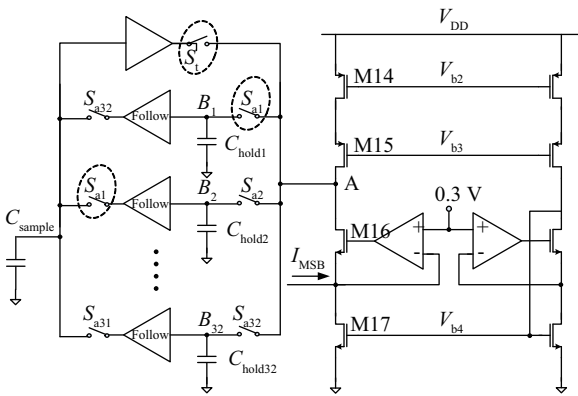 V_DD
S_t
M14
V_b2
S_a32
Follow
B_1
S_a1
C_hold1
M15
V_b3
A
S_a1
Follow
B_2
S_a2
C_hold2
0.3 V
C_sample
M16
+
-
+
-
I_MSB
S_a31
Follow
B_32
S_a32
C_hold32
M17
V_b4